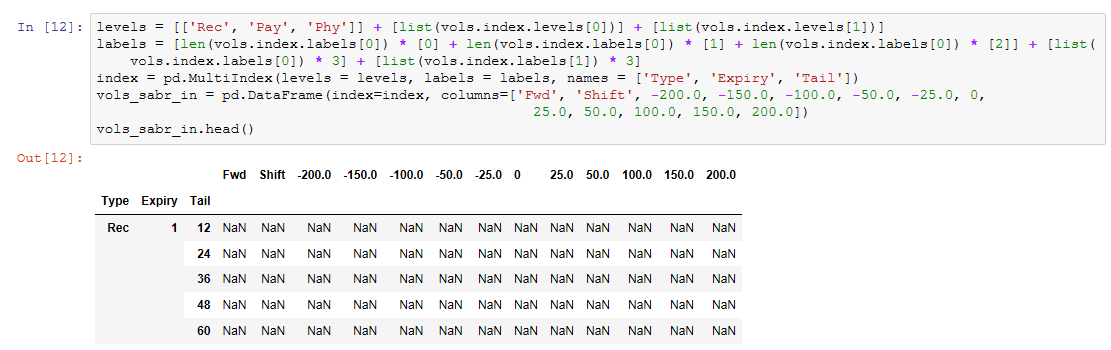 In [12]: levels = [['Rec', 'Pay', 'Phy']] + [list(vols.index.levels[0])] + [list(vols.index.levels[1])]
labels = [len(vols.index.labels[0]) * [0] + len(vols.index.labels[0]) * [1] + len(vols.index.labels[0]) * [2]] + [list(
vols.index.labels[0]) * 3] + [list(vols.index.labels[1]) * 3]
index = pd.MultiIndex(levels = levels, labels = labels, names = ['Type', 'Expiry', 'Tail'])
vols_sabr_in = pd.DataFrame(index=index, columns=['Fwd', 'Shift', -200.0, -150.0, -100.0, -50.0, -25.0, 0,
25.0, 50.0, 100.0, 150.0, 200.0])
vols_sabr_in.head()
Out[12]:
Fwd Shift -200.0 -150.0 -100.0 -50.0 -25.0 0 25.0 50.0 100.0 150.0 200.0
Type Expiry Tail
Rec 1 12 NaN NaN NaN NaN NaN NaN NaN NaN NaN NaN NaN NaN NaN
24 NaN NaN NaN NaN NaN NaN NaN NaN NaN NaN NaN NaN NaN
36 NaN NaN NaN NaN NaN NaN NaN NaN NaN NaN NaN NaN NaN
48 NaN NaN NaN NaN NaN NaN NaN NaN NaN NaN NaN NaN NaN
60 NaN NaN NaN NaN NaN NaN NaN NaN NaN NaN NaN NaN NaN